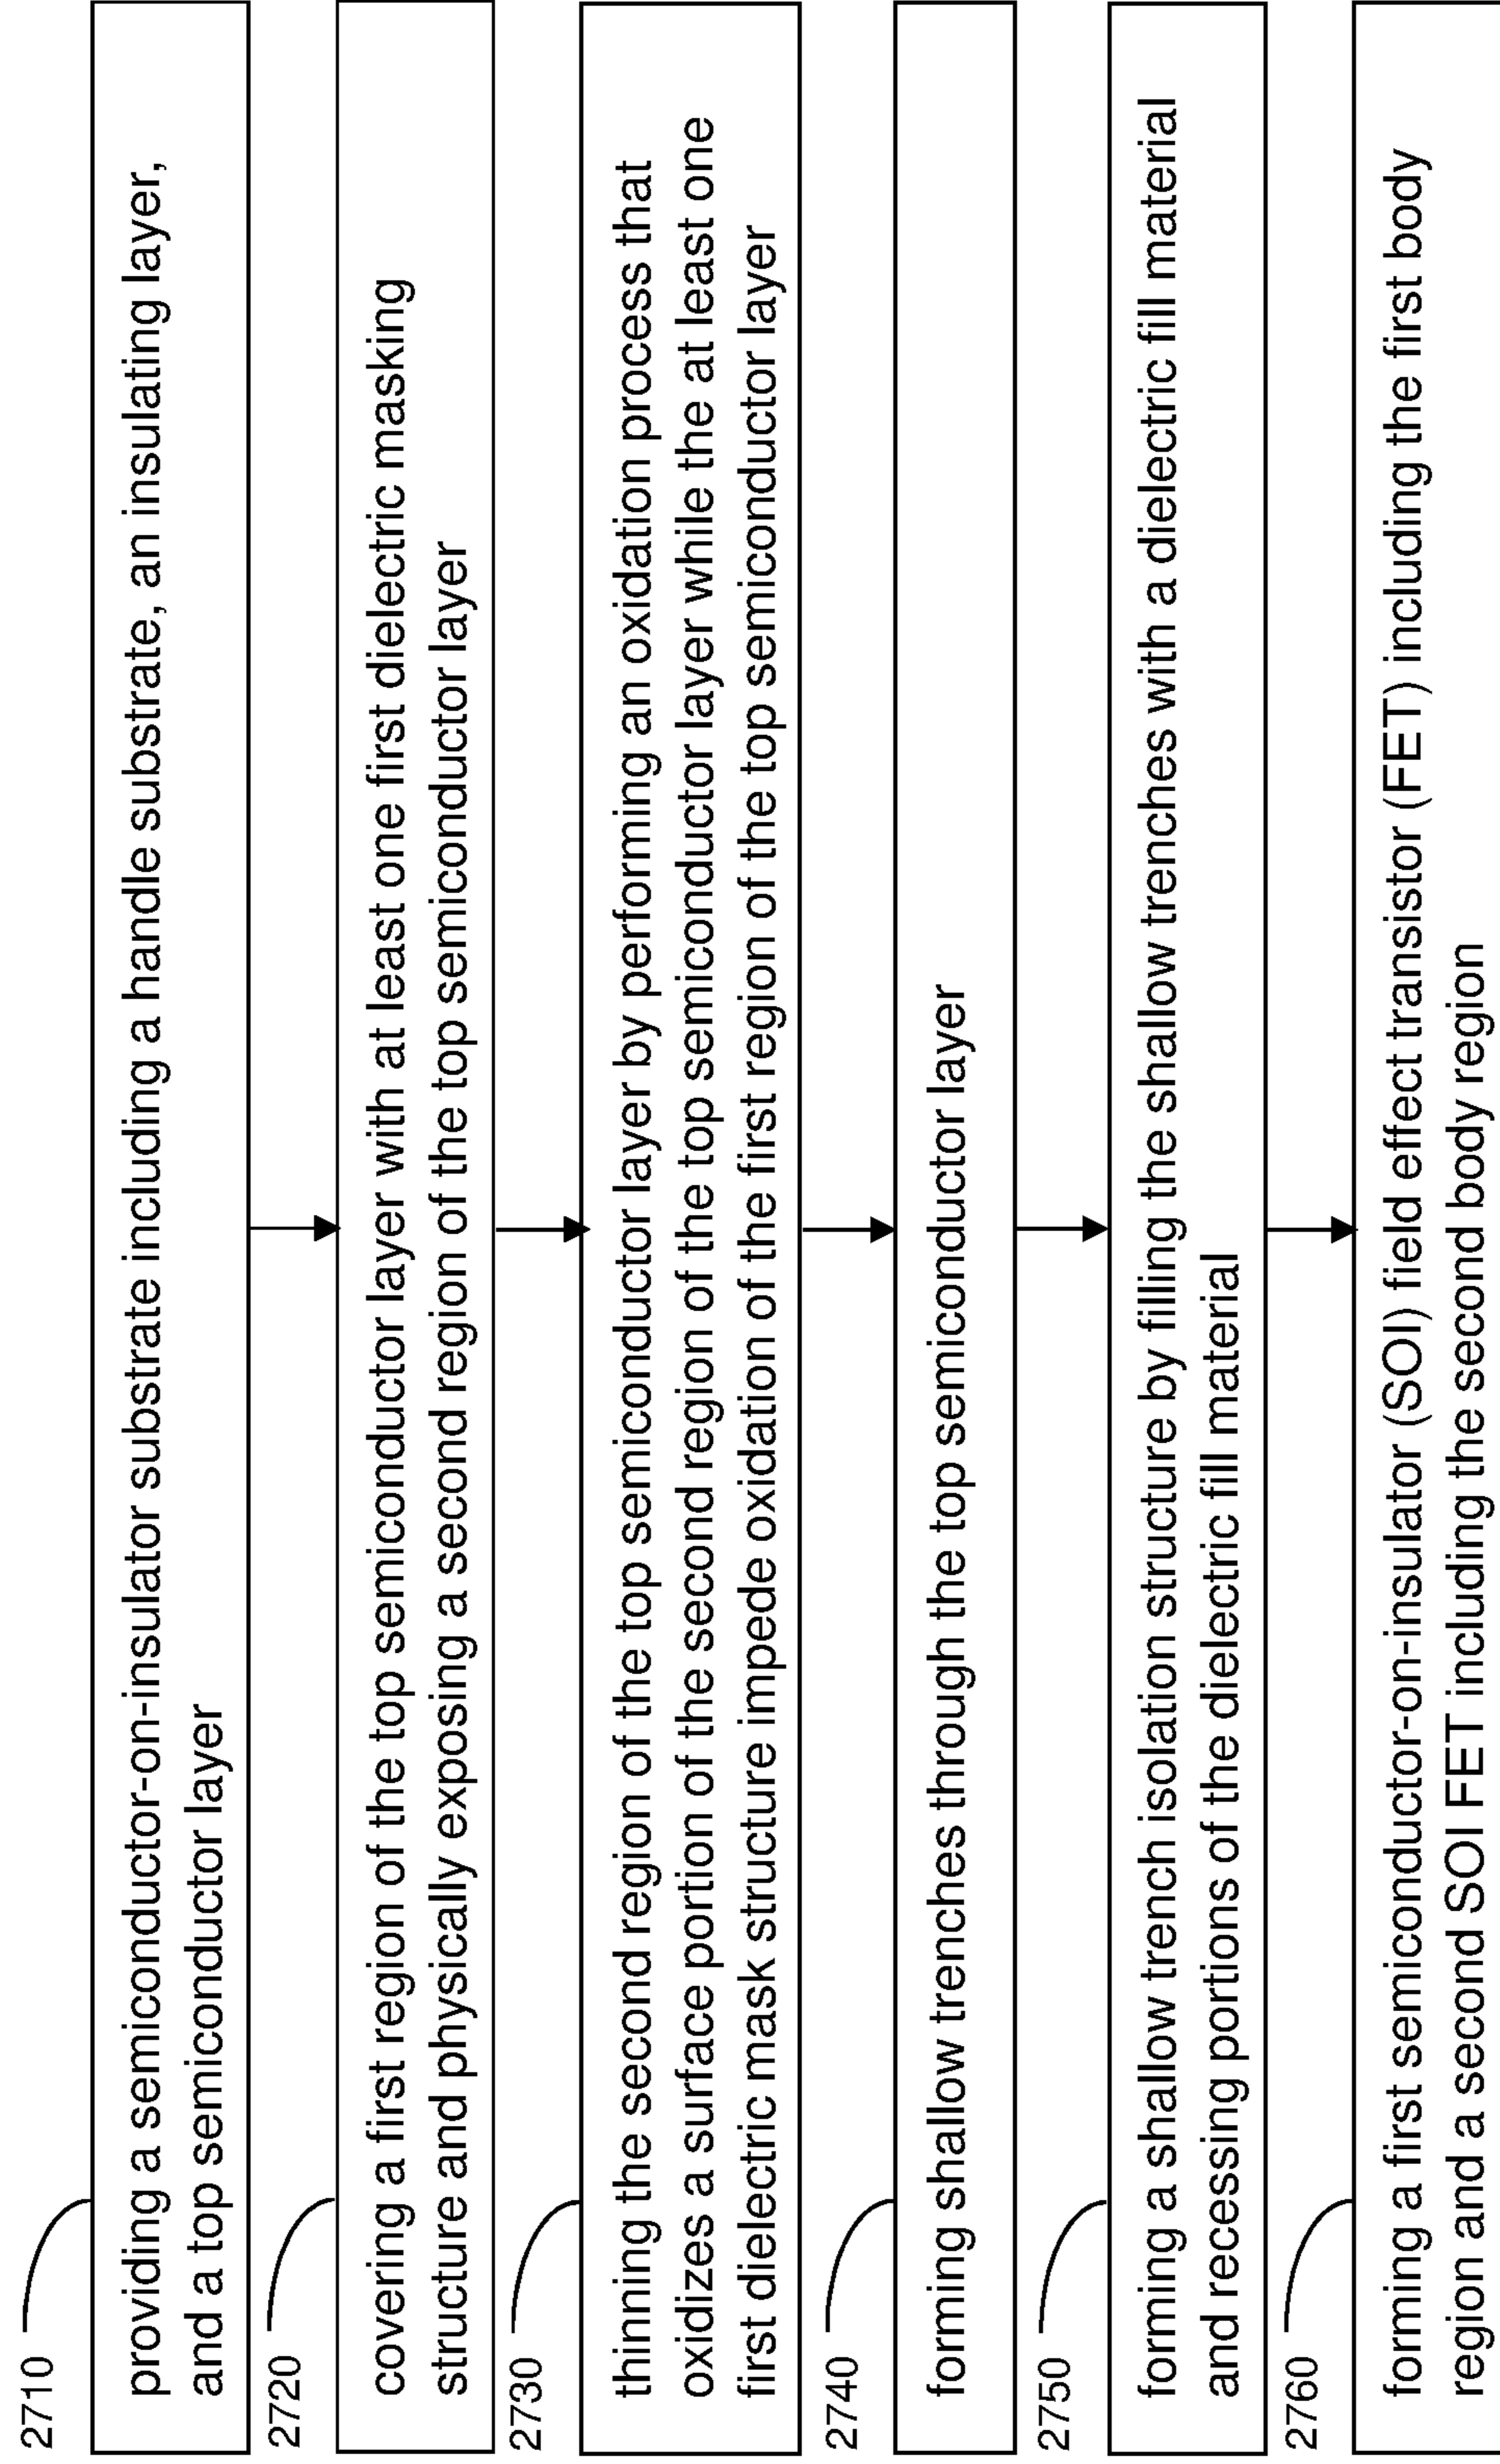 2710
providing a semiconductor-on-insulator substrate including a handle substrate, an insulating layer,
and a top semiconductor layer
2720
covering a first region of the top semiconductor layer with at least one first dielectric masking
structure and physically exposing a second region of the top semiconductor layer
2730
thinning the second region of the top semiconductor layer by performing an oxidation process that
oxidizes a surface portion of the second region of the top semiconductor layer while the at least one
first dielectric mask structure impede oxidation of the first region of the top semiconductor layer
2740
forming shallow trenches through the top semiconductor layer
2750
forming a shallow trench isolation structure by filling the shallow trenches with a dielectric fill material
and recessing portions of the dielectric fill material
2760
forming a first semiconductor-on-insulator (SOI) field effect transistor (FET) including the first body
region and a second SOI FET including the second body region